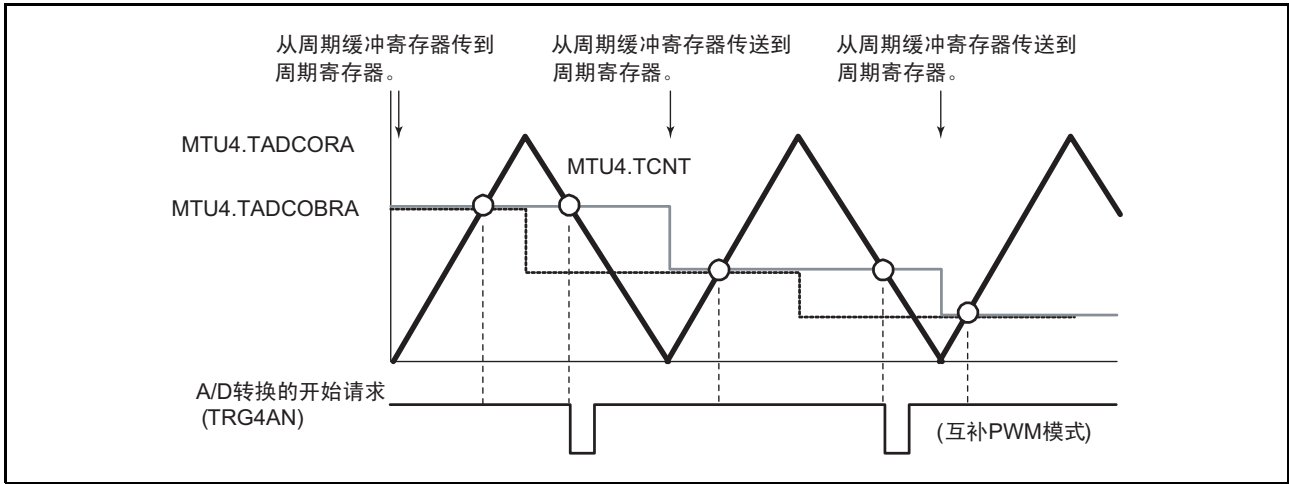 从周期缓冲寄存器传到
周期寄存器。
从周期缓冲寄存器传送到
周期寄存器。
从周期缓冲寄存器传送到
周期寄存器。
MTU4.TADCORA
MTU4.TCNT
MTU4.TADCOBRA
A/D转换的开始请求
(TRG4AN)
(互补PWM模式)